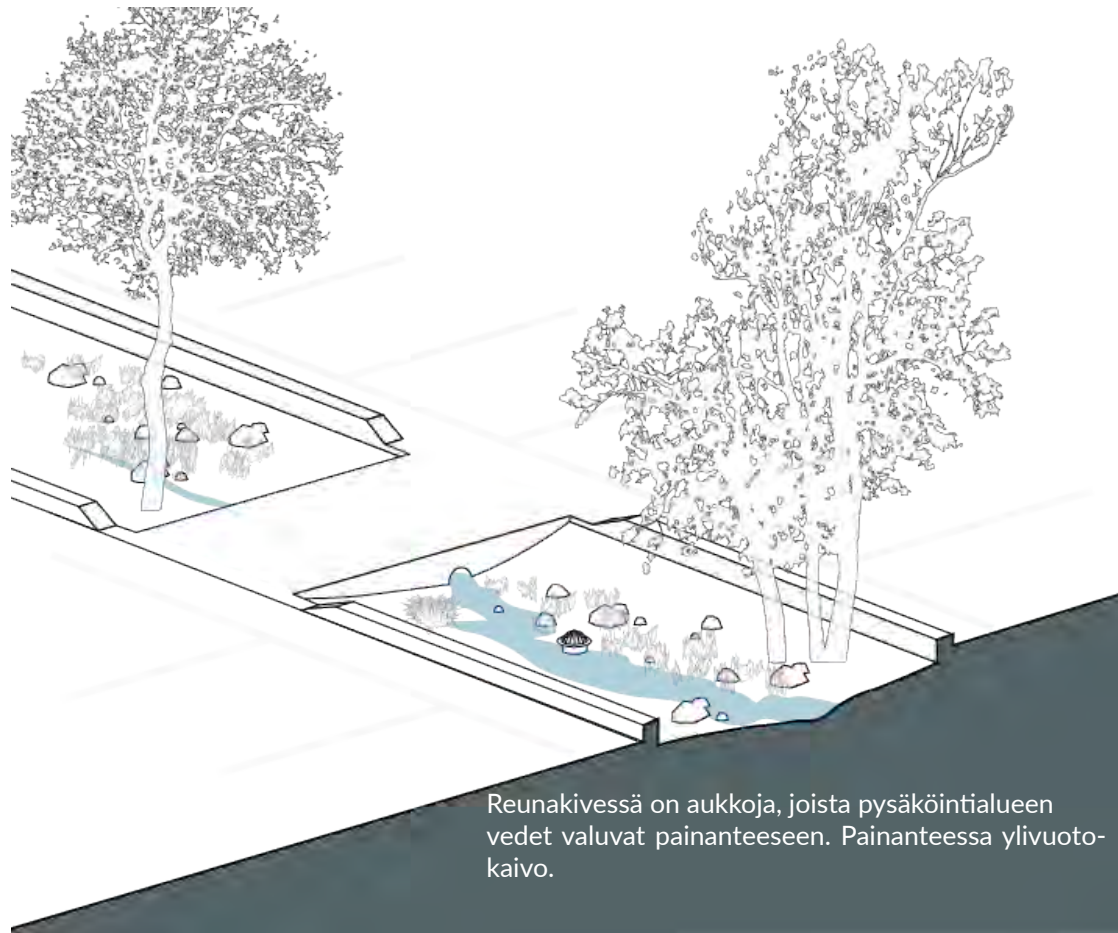 Reunakivessä on aukkoja, joista pysäköintialueen
vedet valuvat painanteeseen. Painanteessa ylivuoto-
kaivo.